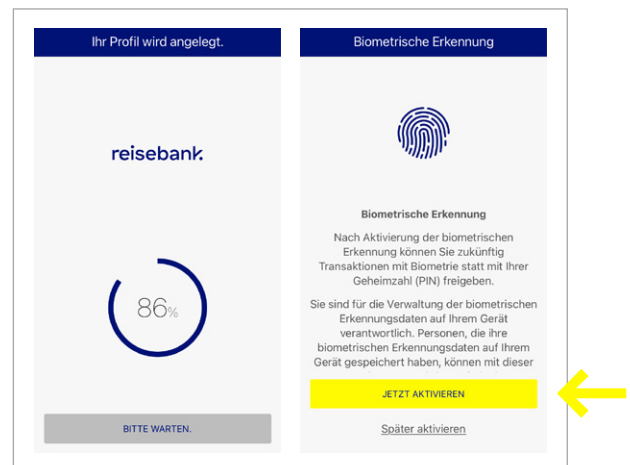 Ihr Profil wird angelegt.
reisebank.
86%
BITTE WARTEN.
Biometrische Erkennung
Biometrische Erkennung
Nach Aktivierung der biometrischen
Erkennung können Sie zukünftig
Transaktionen mit Biometrie statt mit Ihrer
Geheimzahl (PIN) freigeben.
Sie sind für die Verwaltung der biometrischen
Erkennungsdaten auf Ihrem Gerät
verantwortlich. Personen, die ihre
biometrischen Erkennungsdaten auf Ihrem
Gerät gespeichert haben, können mit dieser
JETZT AKTIVIEREN
Später aktivieren